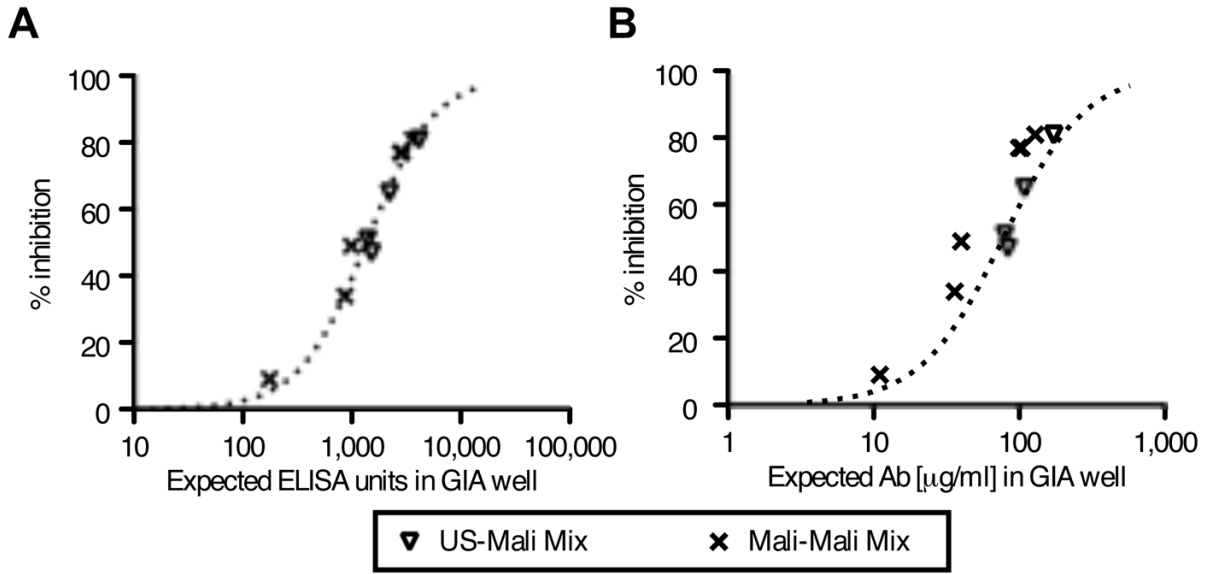 A
B
100
80
60
40
20
0
% inhibition
10 100 1,000 10,000 100,000
Expected ELISA units in GIA well
100
80
60
40
20
0
% inhibition
1 10 100 1,000
Expected Ab [μg/ml] in GIA well
US-Mali Mix Mali-Mali Mix